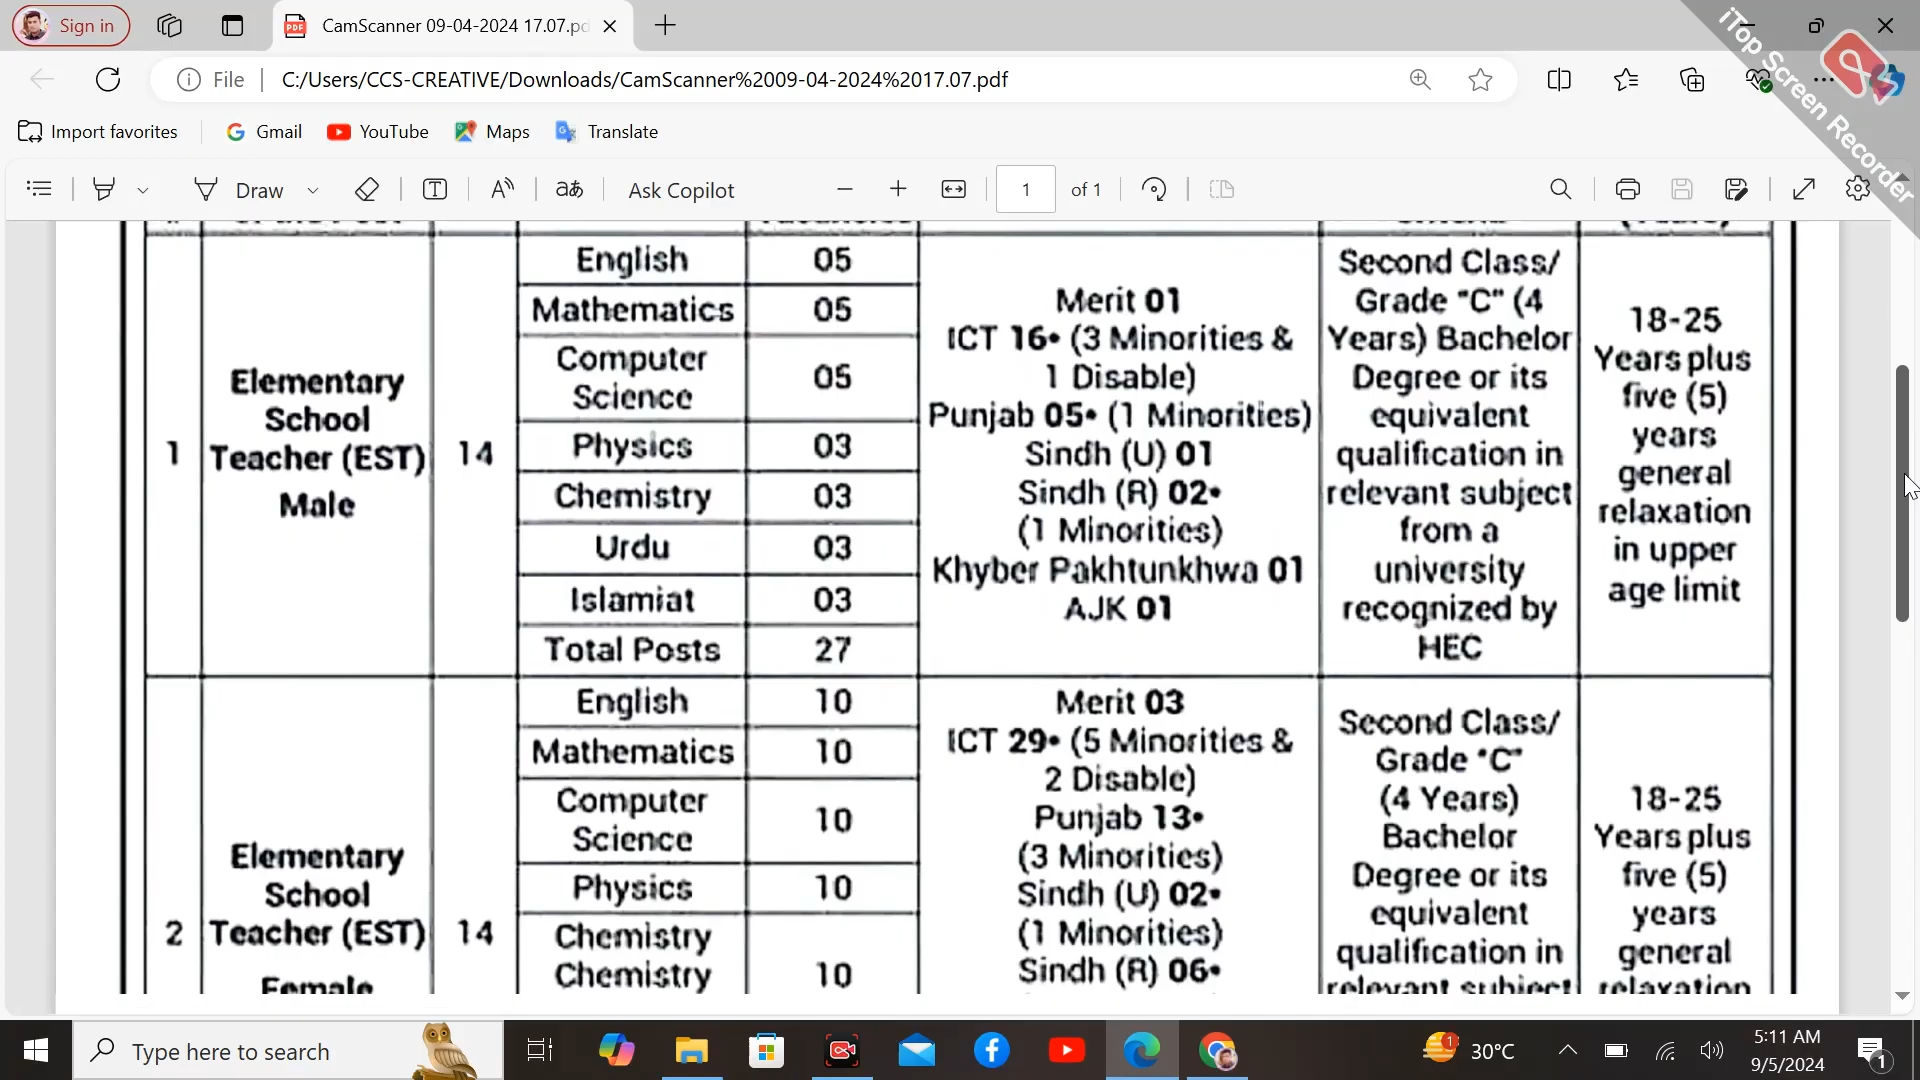 Sign in
CamScanner 09-04-2024 17.07.pd
File
C:/Users/CCS-CREATIVE/Downloads/CamScanner%2009-04-2024%2017.07.pdf
Import favorites
Gmail
YouTube
Maps
Translate
iTop Screen Recorder
Draw
Ask Copilot
1
of 1
1
Elementary
School
Teacher (EST)
Male
14
English 05
Mathematics 05
Computer
Science
05
Physics 03
Chemistry 03
Urdu 03
Islamiat 03
Total Posts 27
Merit 01
ICT 16• (3 Minorities &
1 Disable)
Punjab 05• (1 Minorities)
Sindh (U) 01
Sindh (R) 02•
(1 Minorities)
Khyber Pakhtunkhwa 01
AJK 01
Second Class/
Grade "C" (4
Years) Bachelor
Degree or its
equivalent
qualification in
relevant subject
from a
university
recognized by
HEC
18-25
Years plus
five (5)
years
general
relaxation
in upper
age limit
2
Elementary
School
Teacher (EST)
Female
14
English 10
Mathematics 10
Computer
Science
10
Physics 10
Chemistry
Chemistry
10
Merit 03
ICT 29• (5 Minorities &
2 Disable)
Punjab 13•
(3 Minorities)
Sindh (U) 02•
(1 Minorities)
Sindh (R) 06•
Second Class/
Grade "C"
(4 Years)
Bachelor
Degree or its
equivalent
qualification in
relevant subject
18-25
Years plus
five (5)
years
general
relaxation
Type here to search
1
30°C
5:11 AM
9/5/2024
1